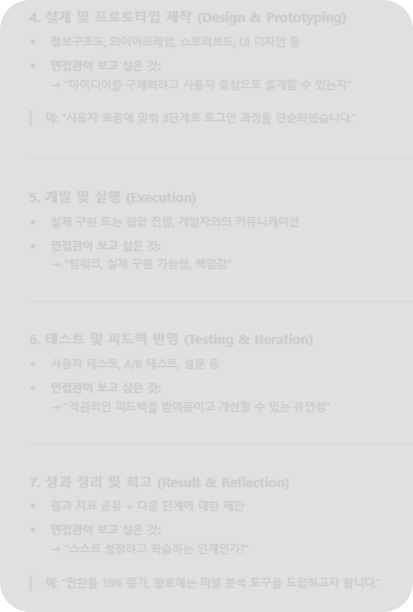 4. 설계 및 프로토타입 제작 (Design & Prototyping)
• 정보구조도, 와이어프레임, 스토리보드, UI 디자인 등
• 면접관이 보고 싶은 것:
→ "아이디어를 구체화하고 사용자 중심으로 설계할 수 있는지"
예: "사용자 흐름에 맞춰 3단계로 로그인 과정을 단순화했습니다."
5. 개발 및 실행 (Execution)
• 실제 구현 또는 협업 전달, 개발자와의 커뮤니케이션
• 면접관이 보고 싶은 것:
→ "팀워크, 실제 구현 가능성, 책임감"
6. 테스트 및 피드백 반영 (Testing & Iteration)
• 사용자 테스트, A/B 테스트, 설문 등
• 면접관이 보고 싶은 것:
→ "객관적인 피드백을 받아들이고 개선할 수 있는 유연성"
7. 성과 정리 및 회고 (Result & Reflection)
• 결과 지표 공유 + 다음 단계에 대한 제안
• 면접관이 보고 싶은 것:
→ "스스로 성장하고 학습하는 인재인가?"
예: "전환율 18% 증가, 향후에는 퍼널 분석 도구를 도입하고자 합니다."